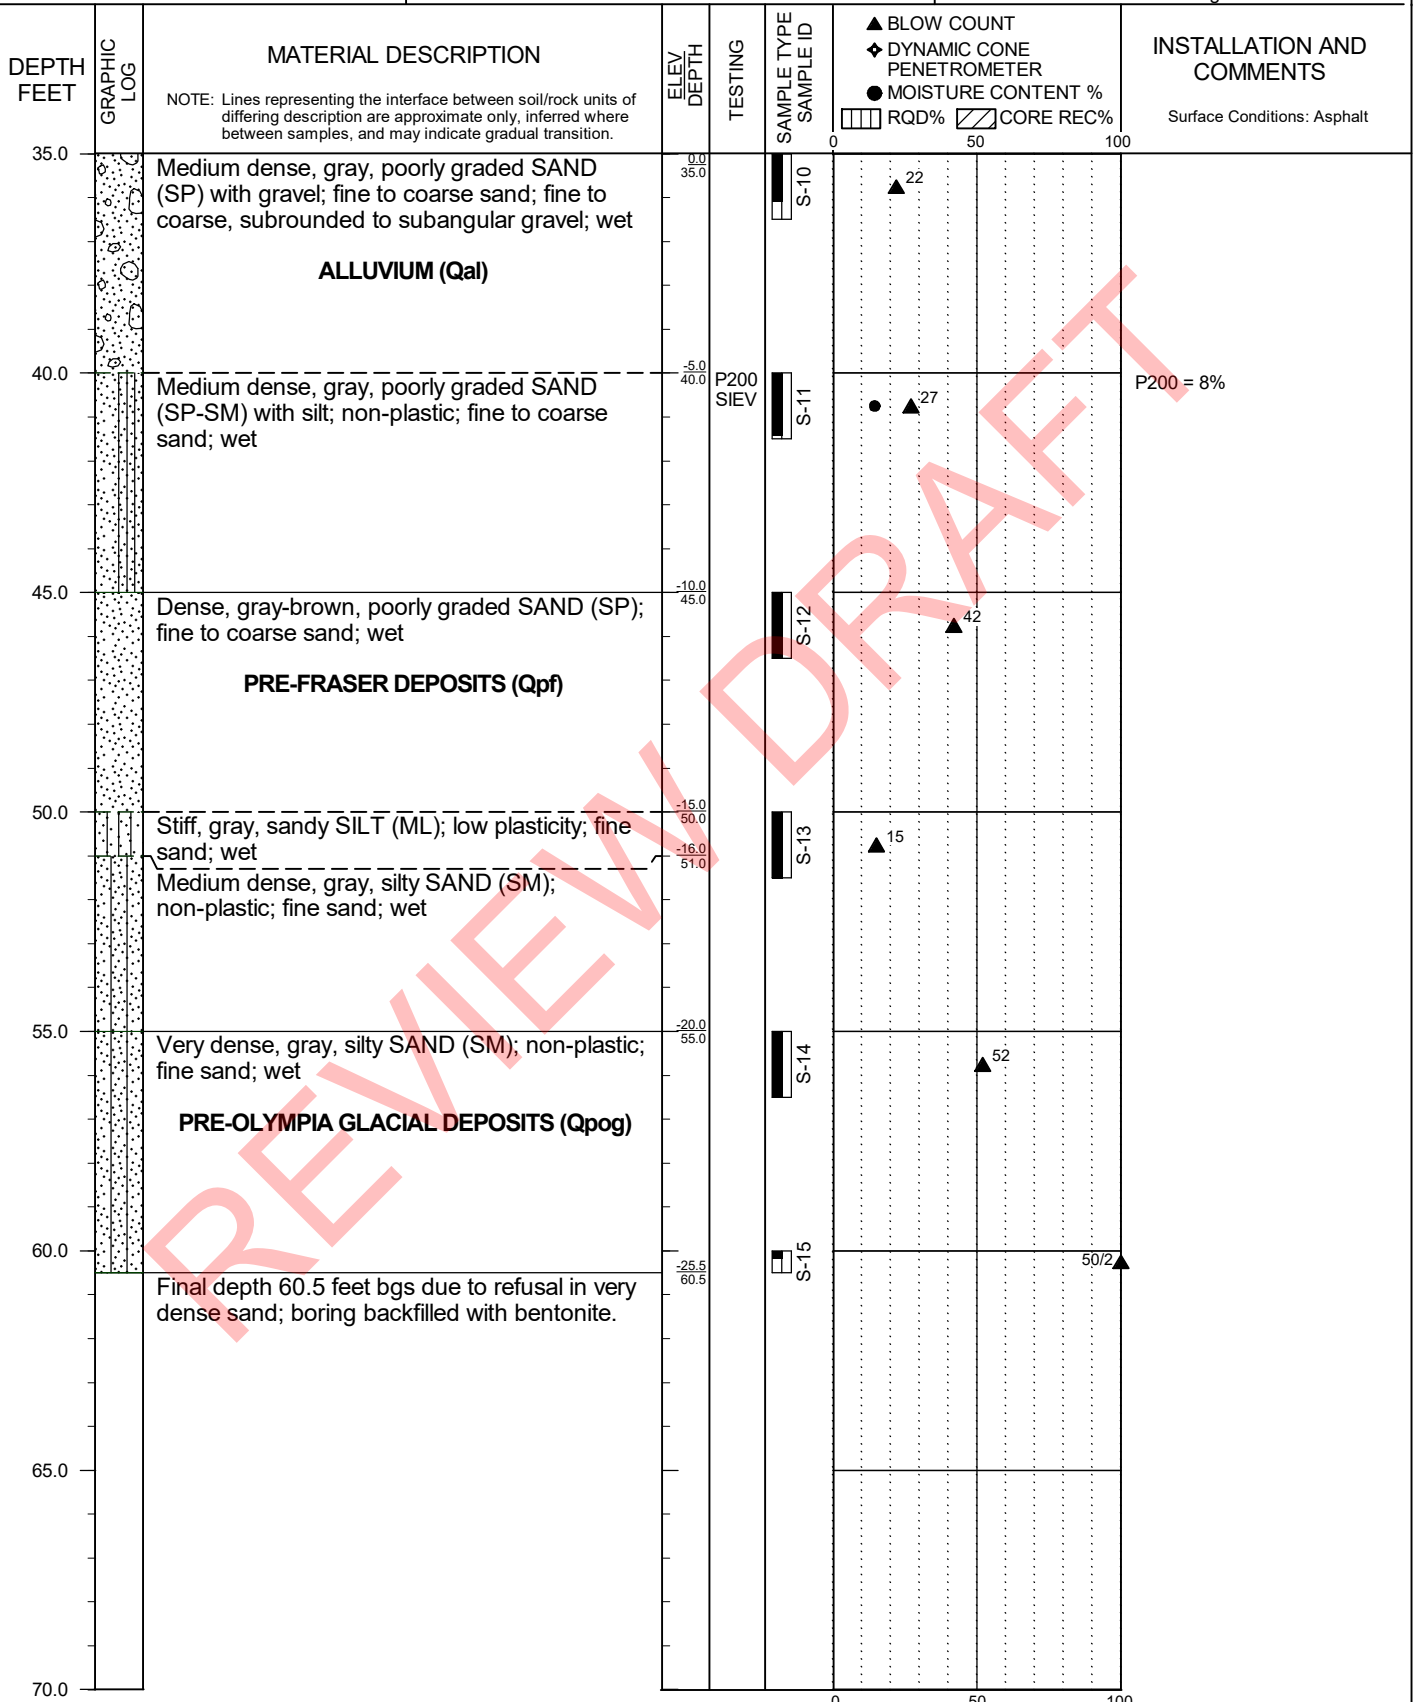 DEPTH
FEET
GRAPHIC
LOG
MATERIAL DESCRIPTION
NOTE: Lines representing the interface between soil/rock units of
differing description are approximate only, inferred where
between samples, and may indicate gradual transition.
ELEV
DEPTH
TESTING
SAMPLE TYPE
SAMPLE ID
BLOW COUNT
DYNAMIC CONE
PENETROMETER
MOISTURE CONTENT %
RQD% CORE REC%
0 50 100
INSTALLATION AND
COMMENTS
Surface Conditions: Asphalt
35.0
Medium dense, gray, poorly graded SAND
(SP) with gravel; fine to coarse sand; fine to
coarse, subrounded to subangular gravel; wet
ALLUVIUM (Qal)
0.0
35.0
S-10
22
40.0
Medium dense, gray, poorly graded SAND
(SP-SM) with silt; non-plastic; fine to coarse
sand; wet
-5.0
40.0
P200
SIEV
S-11
27
P200 = 8%
45.0
Dense, gray-brown, poorly graded SAND (SP);
fine to coarse sand; wet
PRE-FRASER DEPOSITS (Qpf)
-10.0
45.0
S-12
42
50.0
Stiff, gray, sandy SILT (ML); low plasticity; fine
sand; wet
-15.0
50.0
S-13
15
Medium dense, gray, silty SAND (SM);
non-plastic; fine sand; wet
-16.0
51.0
55.0
Very dense, gray, silty SAND (SM); non-plastic;
fine sand; wet
PRE-OLYMPIA GLACIAL DEPOSITS (Qpog)
-20.0
55.0
S-14
52
60.0
S-15
50/2
Final depth 60.5 feet bgs due to refusal in very
dense sand; boring backfilled with bentonite.
-25.5
60.5
65.0
70.0
0 50 100
REVIEW DRAFT